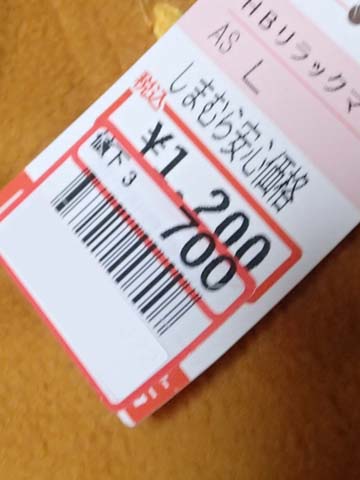 HBリラックマ
AS L
しまむら安心価格
税込
¥1,200
値下3
700